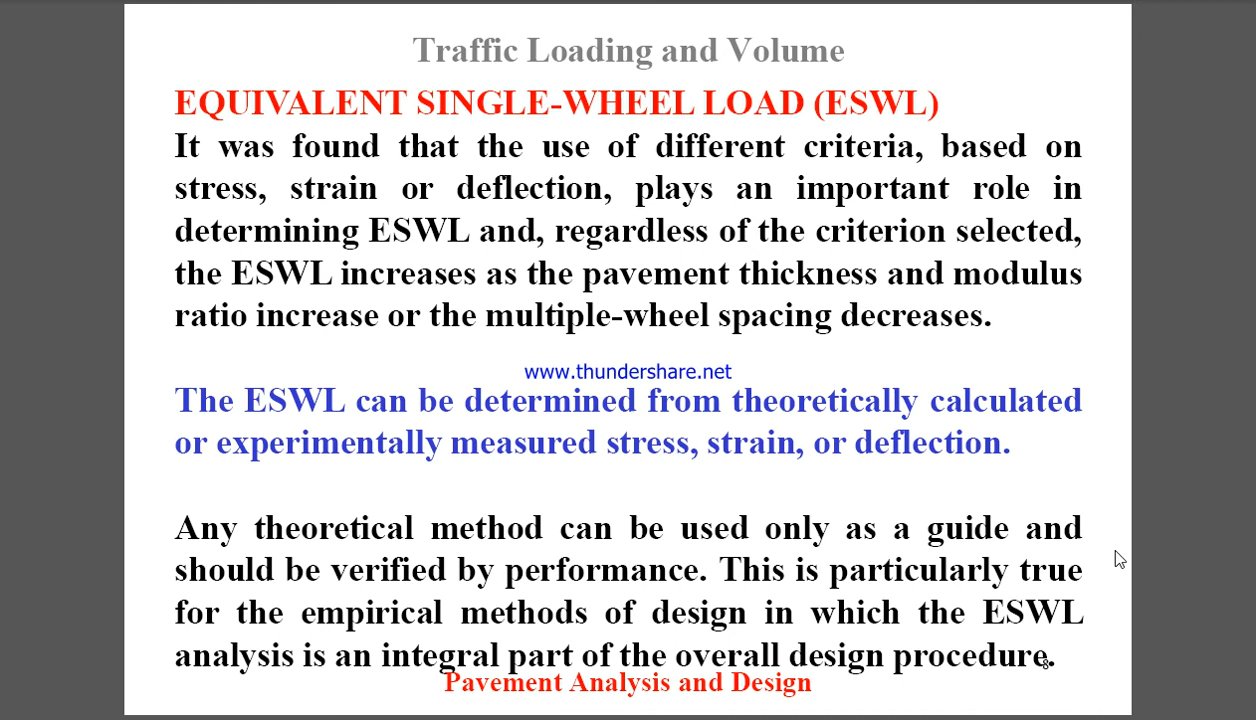 Traffic Loading and Volume
EQUIVALENT SINGLE-WHEEL LOAD (ESWL)
It was found that the use of different criteria, based on
stress, strain or deflection, plays an important role in
determining ESWL and, regardless of the criterion selected,
the ESWL increases as the pavement thickness and modulus
ratio increase or the multiple-wheel spacing decreases.
www.thundershare.net
The ESWL can be determined from theoretically calculated
or experimentally measured stress, strain, or deflection.
Any theoretical method can be used only as a guide and
should be verified by performance. This is particularly true
for the empirical methods of design in which the ESWL
analysis is an integral part of the overall design procedure.
8
Pavement Analysis and Design